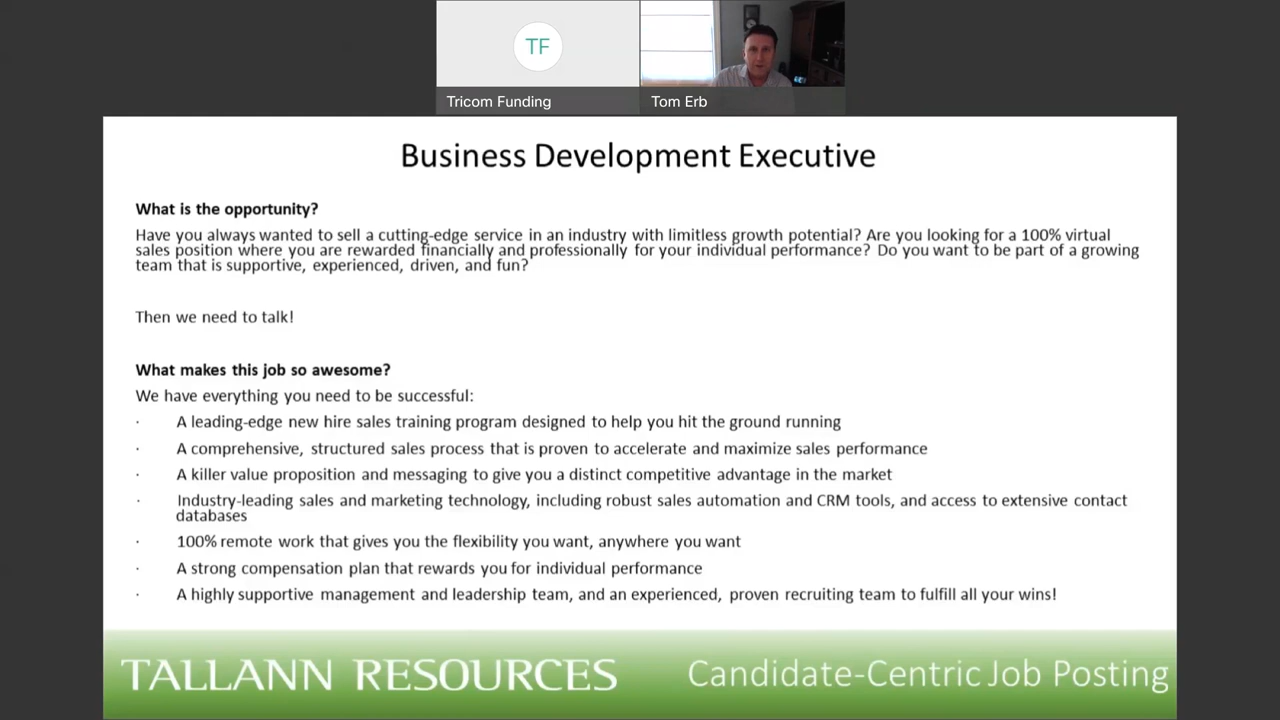 TF
Tricom Funding
Tom Erb
Business Development Executive
What is the opportunity?
Have you always wanted to sell a cutting-edge service in an industry with limitless growth potential? Are you looking for a 100% virtual
sales position where you are rewarded financially and professionally for your individual performance? Do you want to be part of a growing
team that is supportive, experienced, driven, and fun?
Then we need to talk!
What makes this job so awesome?
We have everything you need to be successful:
· A leading-edge new hire sales training program designed to help you hit the ground running
· A comprehensive, structured sales process that is proven to accelerate and maximize sales performance
· A killer value proposition and messaging to give you a distinct competitive advantage in the market
· Industry-leading sales and marketing technology, including robust sales automation and CRM tools, and access to extensive contact
databases
· 100% remote work that gives you the flexibility you want, anywhere you want
· A strong compensation plan that rewards you for individual performance
· A highly supportive management and leadership team, and an experienced, proven recruiting team to fulfill all your wins!
TALLANN RESOURCES
Candidate-Centric Job Posting